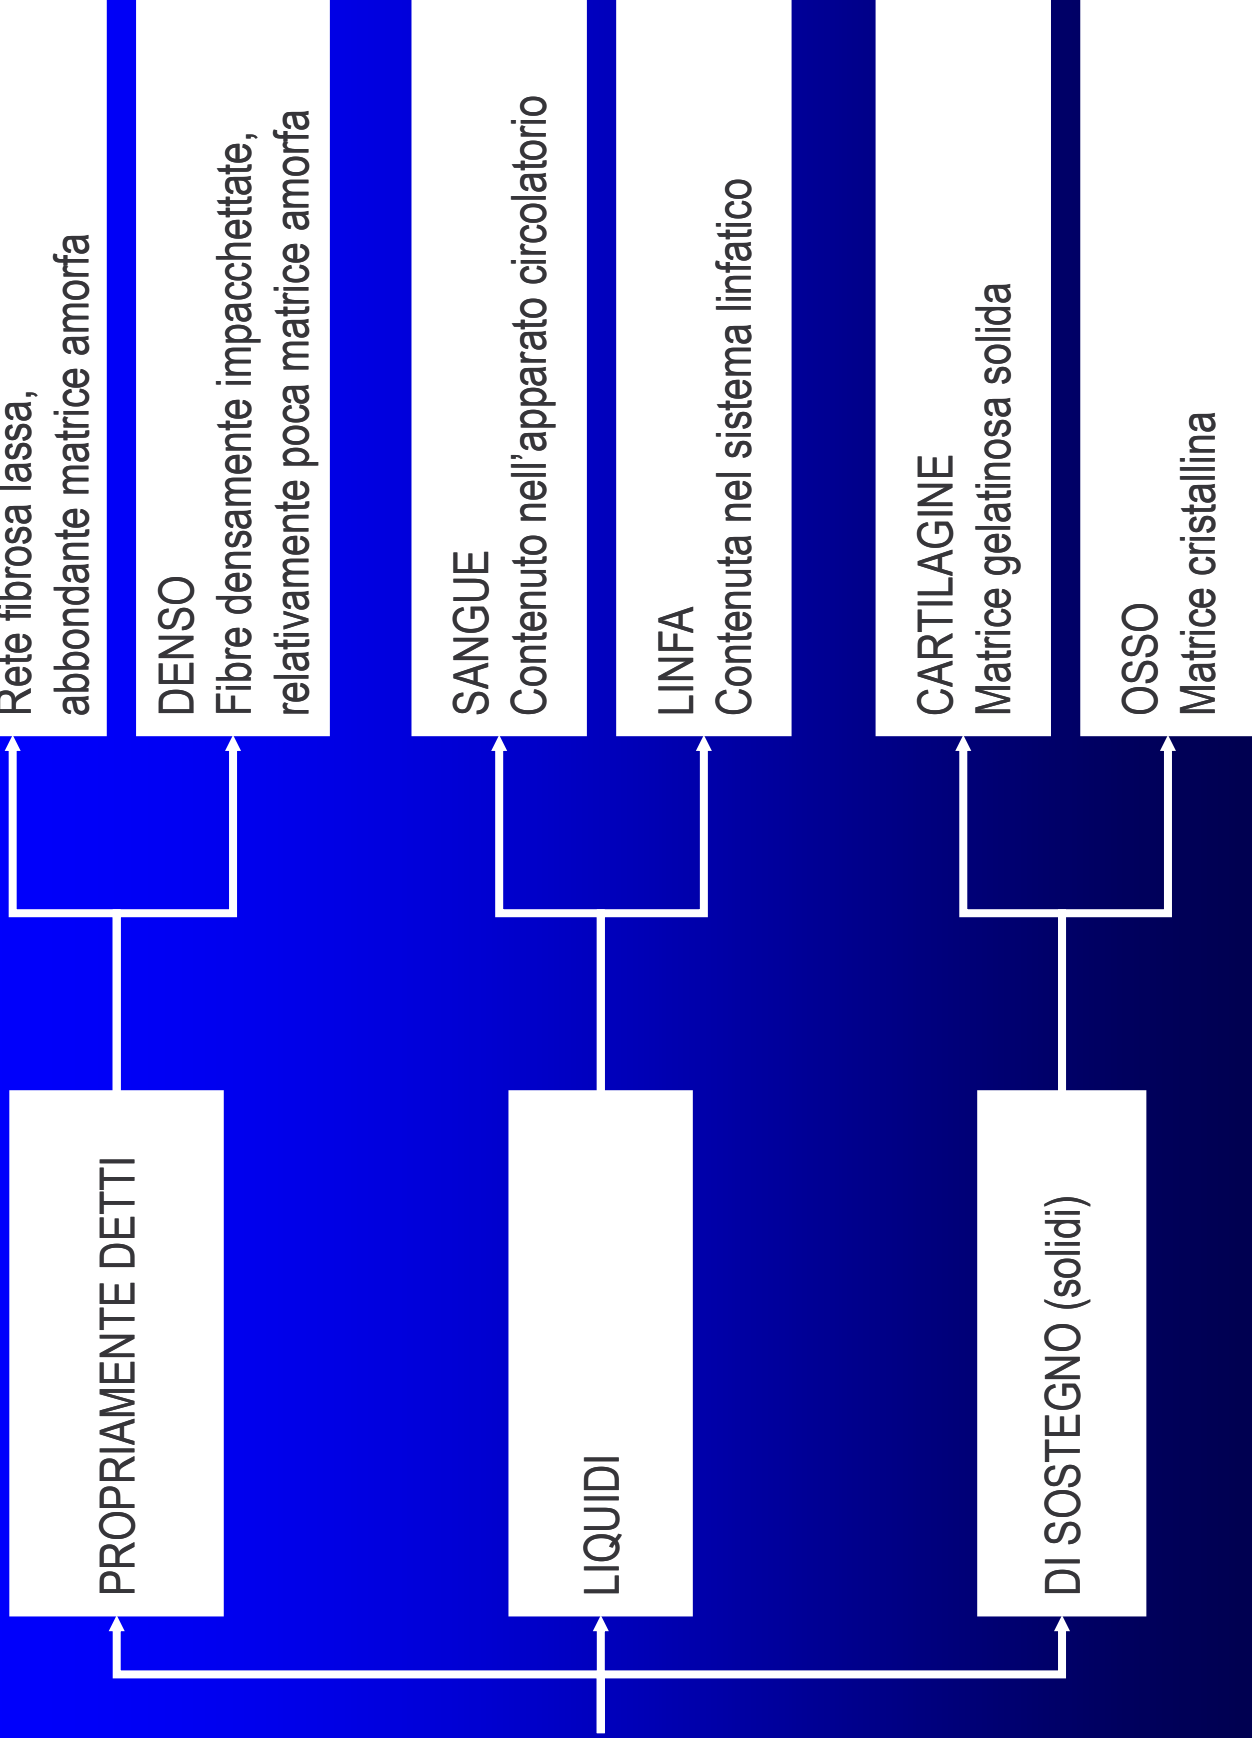 PROPRIAMENTE DETTI
Rete fibrosa lassa,
abbondante matrice amorfa
DENSO
Fibre densamente impacchettate,
relativamente poca matrice amorfa
LIQUIDI
SANGUE
Contenuto nell’apparato circolatorio
LINFA
Contenuta nel sistema linfatico
DI SOSTEGNO (solidi)
CARTILAGINE
Matrice gelatinosa solida
OSSO
Matrice cristallina